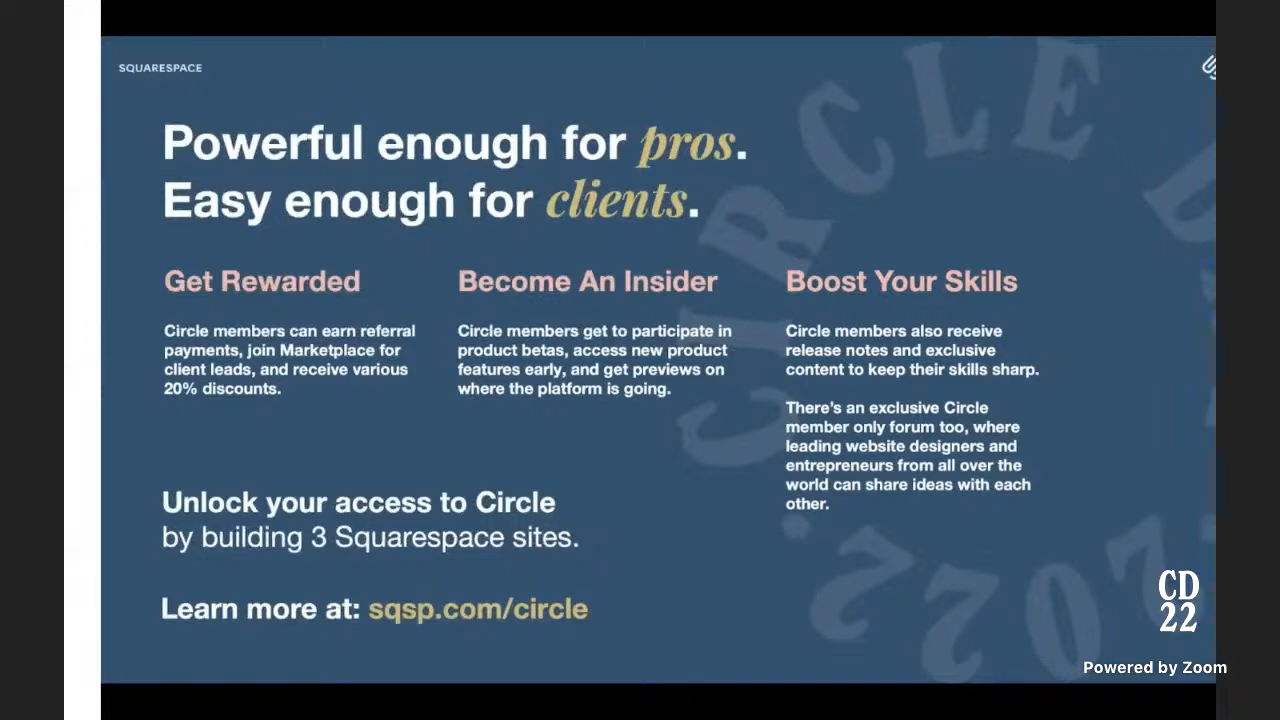 SQUARESPACE
Powerful enough for pros.
Easy enough for clients.
Get Rewarded
Circle members can earn referral
payments, join Marketplace for
client leads, and receive various
20% discounts.
Become An Insider
Circle members get to participate in
product betas, access new product
features early, and get previews on
where the platform is going.
Boost Your Skills
Circle members also receive
release notes and exclusive
content to keep their skills sharp.
There's an exclusive Circle
member only forum too, where
leading website designers and
entrepreneurs from all over the
world can share ideas with each
other.
Unlock your access to Circle
by building 3 Squarespace sites.
Learn more at: sqsp.com/circle
CIRCLE D
2022
CD
22
Powered by Zoom